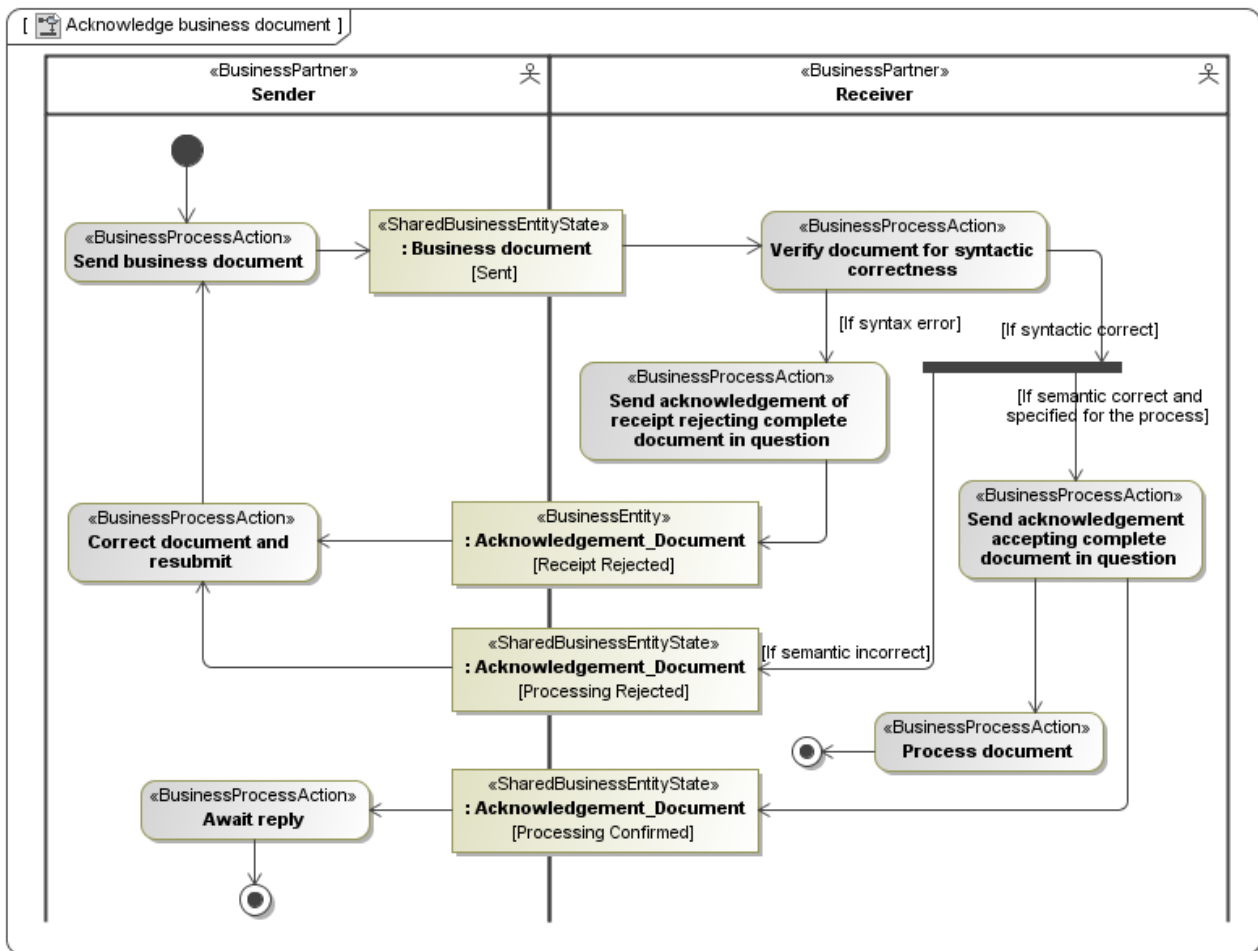 [ Acknowledge business document ]
«BusinessPartner»
Sender
«BusinessPartner»
Receiver
«BusinessProcessAction»
Send business document
«SharedBusinessEntityState»
: Business document
[Sent]
«BusinessProcessAction»
Verify document for syntactic
correctness
[If syntax error]
[If syntactic correct]
«BusinessProcessAction»
Send acknowledgement of
receipt rejecting complete
document in question
[If semantic correct and
specified for the process]
«BusinessProcessAction»
Correct document and
resubmit
«BusinessEntity»
: Acknowledgement_Document
[Receipt Rejected]
«BusinessProcessAction»
Send acknowledgement
accepting complete
document in question
«SharedBusinessEntityState»
: Acknowledgement_Document
[Processing Rejected]
[If semantic incorrect]
«BusinessProcessAction»
Process document
«BusinessProcessAction»
Await reply
«SharedBusinessEntityState»
: Acknowledgement_Document
[Processing Confirmed]